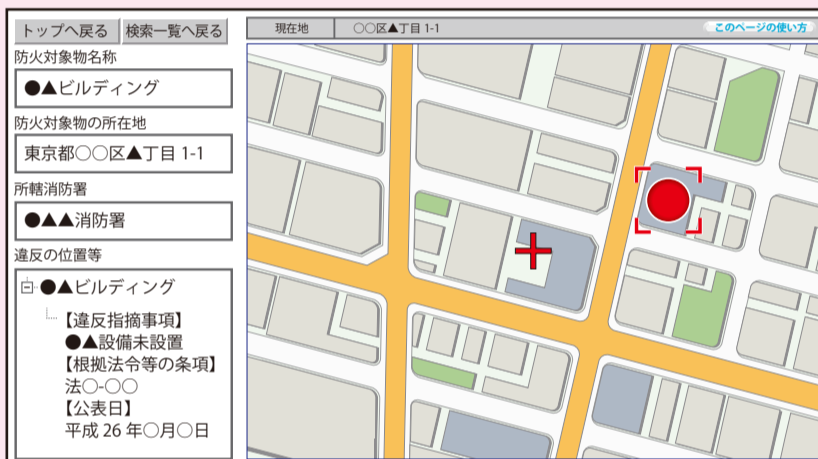 トップへ戻る
検索一覧へ戻る
現在地
○○区▲丁目 1-1
このページの使い方
防火対象物名称
●▲ビルディング
防火対象物の所在地
東京都○○区▲丁目 1-1
所轄消防署
●▲▲消防署
違反の位置等
●▲ビルディング
【違反指摘事項】
●▲設備未設置
【根拠法令等の条項】
法○-○○
【公表日】
平成 26 年○月○日